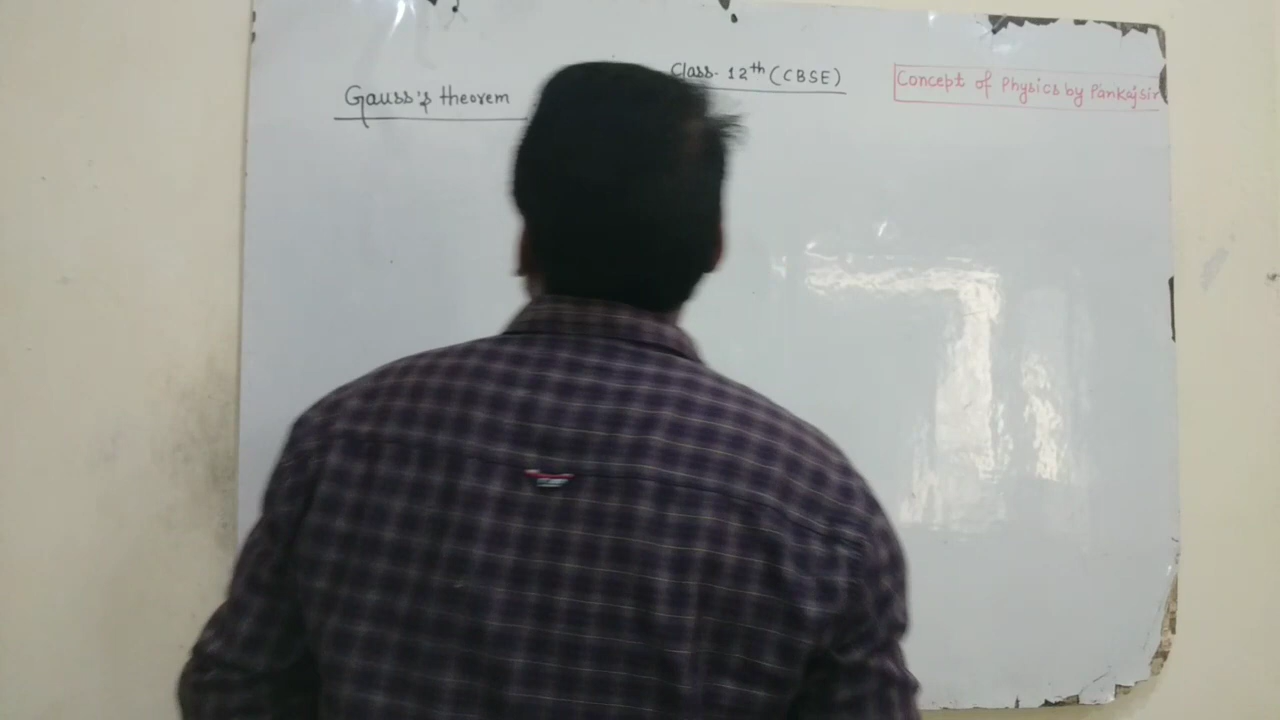 Class. 12th (CBSE)
Concept of Physics by Pankajsir
Gauss's theorem